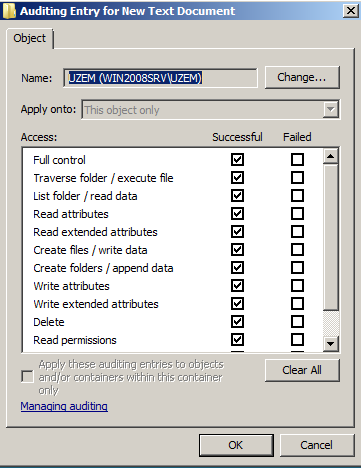 Auditing Entry for New Text Document
Object
Name: UZEM (WIN2008SRV\UZEM) Change...
Apply onto: This object only
Access: Successful Failed
Full control
Traverse folder / execute file
List folder / read data
Read attributes
Read extended attributes
Create files / write data
Create folders / append data
Write attributes
Write extended attributes
Delete
Read permissions
Apply these auditing entries to objects
and/or containers within this container
only
Clear All
Managing auditing
OK Cancel